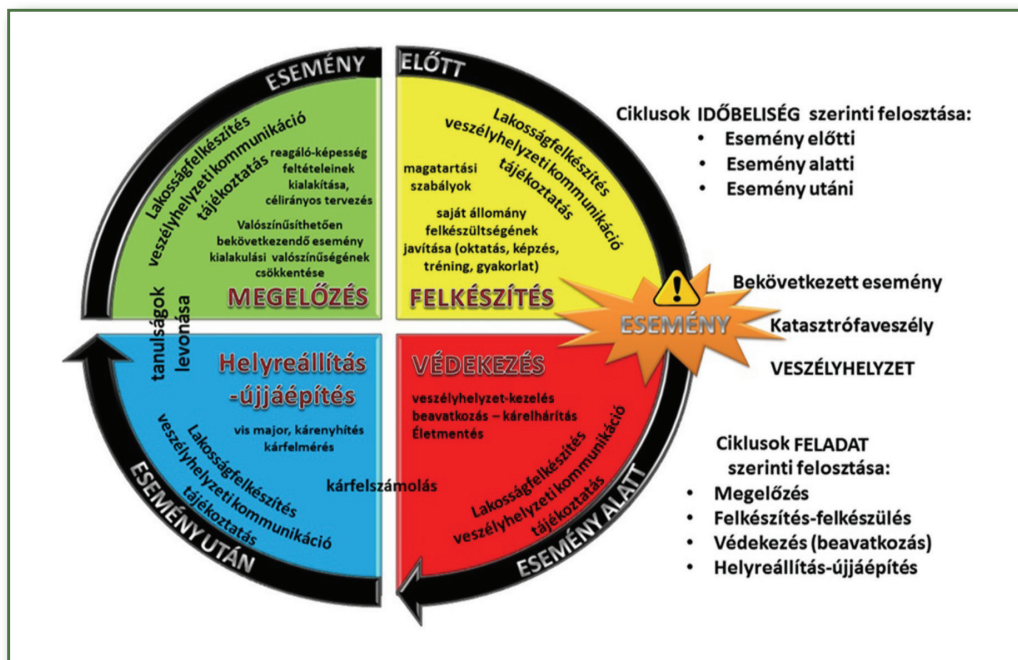 ESEMÉNY ELŐTT
Lakosságfelkészítés
veszélyhelyzeti kommunikáció
tájékoztatás
reagáló-képesség
feltételeinek
kialakítása,
célirányos tervezés
Valószínűsíthetően
bekövetkezendő esemény
kialakulási valószínűségének
csökkentése
MEGELŐZÉS
Lakosságfelkészítés
veszélyhelyzeti kommunikáció
tájékoztatás
magatartási
szabályok
saját állomány
felkészültségének
javítása (oktatás, képzés,
tréning, gyakorlat)
FELKÉSZÍTÉS
Ciklusok IDŐBELISÉG szerinti felosztása:
• Esemény előtti
• Esemény alatti
• Esemény utáni
!
ESEMÉNY
Bekövetkezett esemény
Katasztrófaveszély
VESZÉLYHELYZET
tanulságok
levonása
Helyreállítás
-újjáépítés
vis major, kárenyhítés
kárfelmérés
Lakosságfelkészítés
veszélyhelyzeti kommunikáció
tájékoztatás
ESEMÉNY UTÁN
kárfelszámolás
VÉDEKEZÉS
veszélyhelyzet-kezelés
beavatkozás – kárelhárítás
Életmentés
Lakosságfelkészítés
veszélyhelyzeti kommunikáció
tájékoztatás
ESEMÉNY ALATT
Ciklusok FELADAT
szerinti felosztása:
• Megelőzés
• Felkészítés-felkészülés
• Védekezés (beavatkozás)
• Helyreállítás-újjáépítés